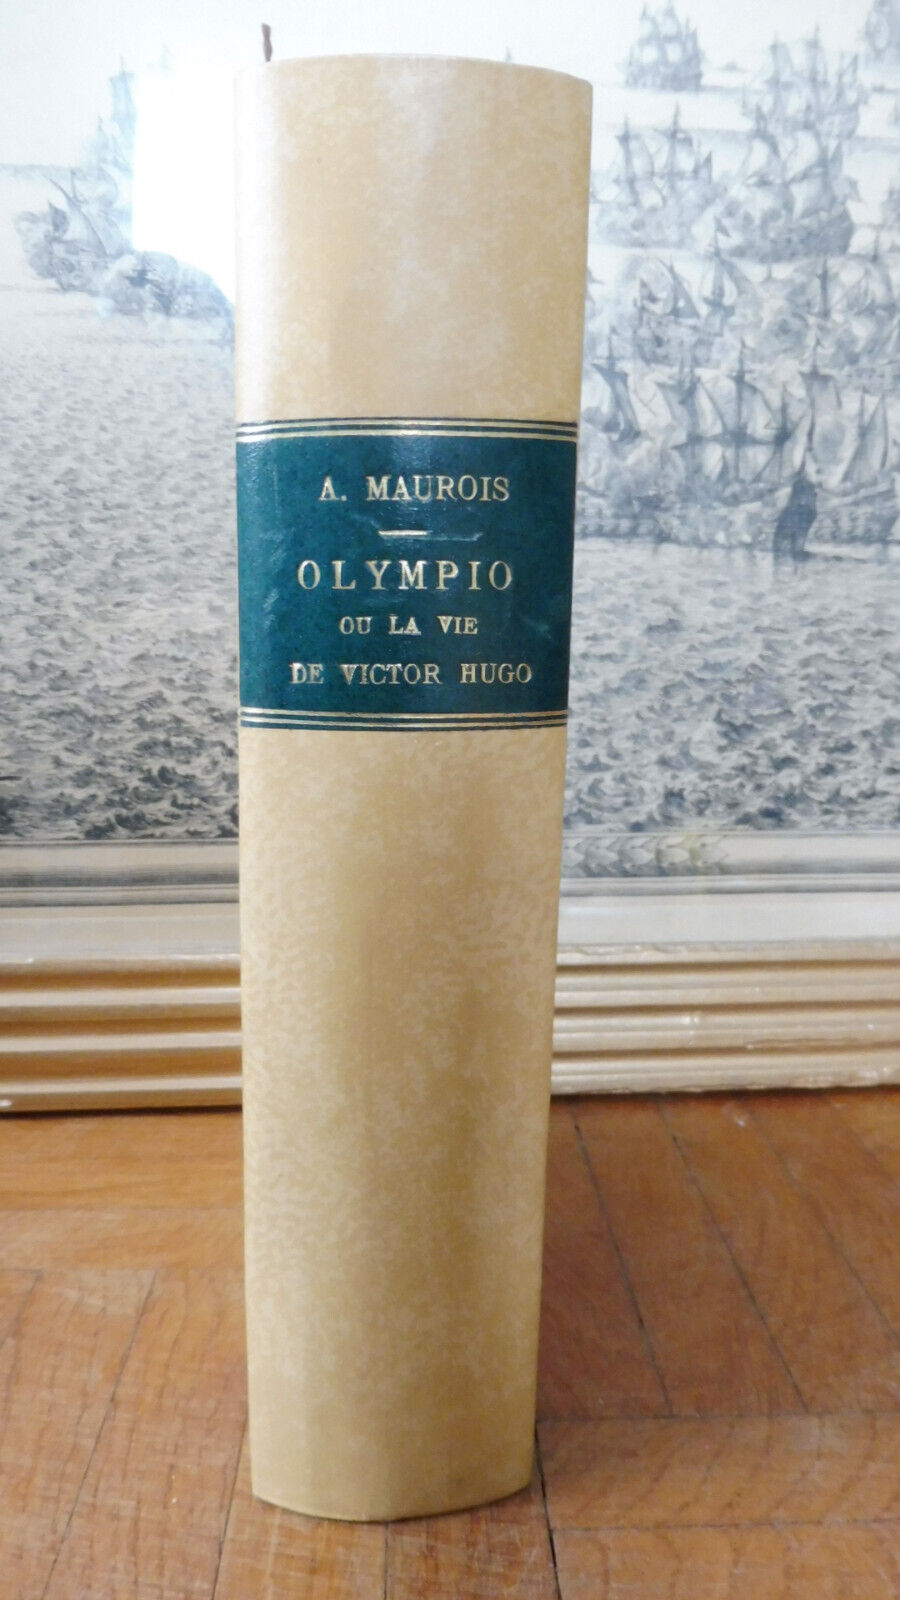 A. MAUROIS
OLYMPIO
OU LA VIE
DE VICTOR HUGO